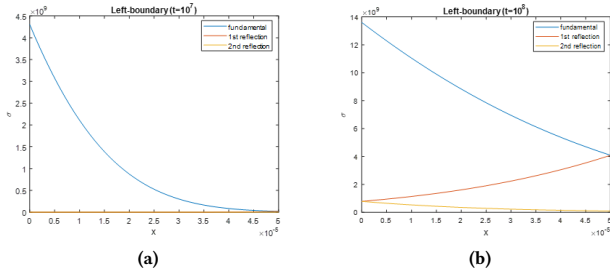 Left-boundary (t=10⁷)
×10⁹
4.5
4
3.5
3
2.5
2
1.5
1
0.5
0
σ
fundamental
1st reflection
2nd reflection
0 0.5 1 1.5 2 2.5 3 3.5 4 4.5 5
X
×10⁻⁵
(a)
Left-boundary (t=10⁸)
×10⁹
14
12
10
8
6
4
2
0
σ
fundamental
1st reflection
2nd reflection
0 0.5 1 1.5 2 2.5 3 3.5 4 4.5 5
X
×10⁻⁵
(b)